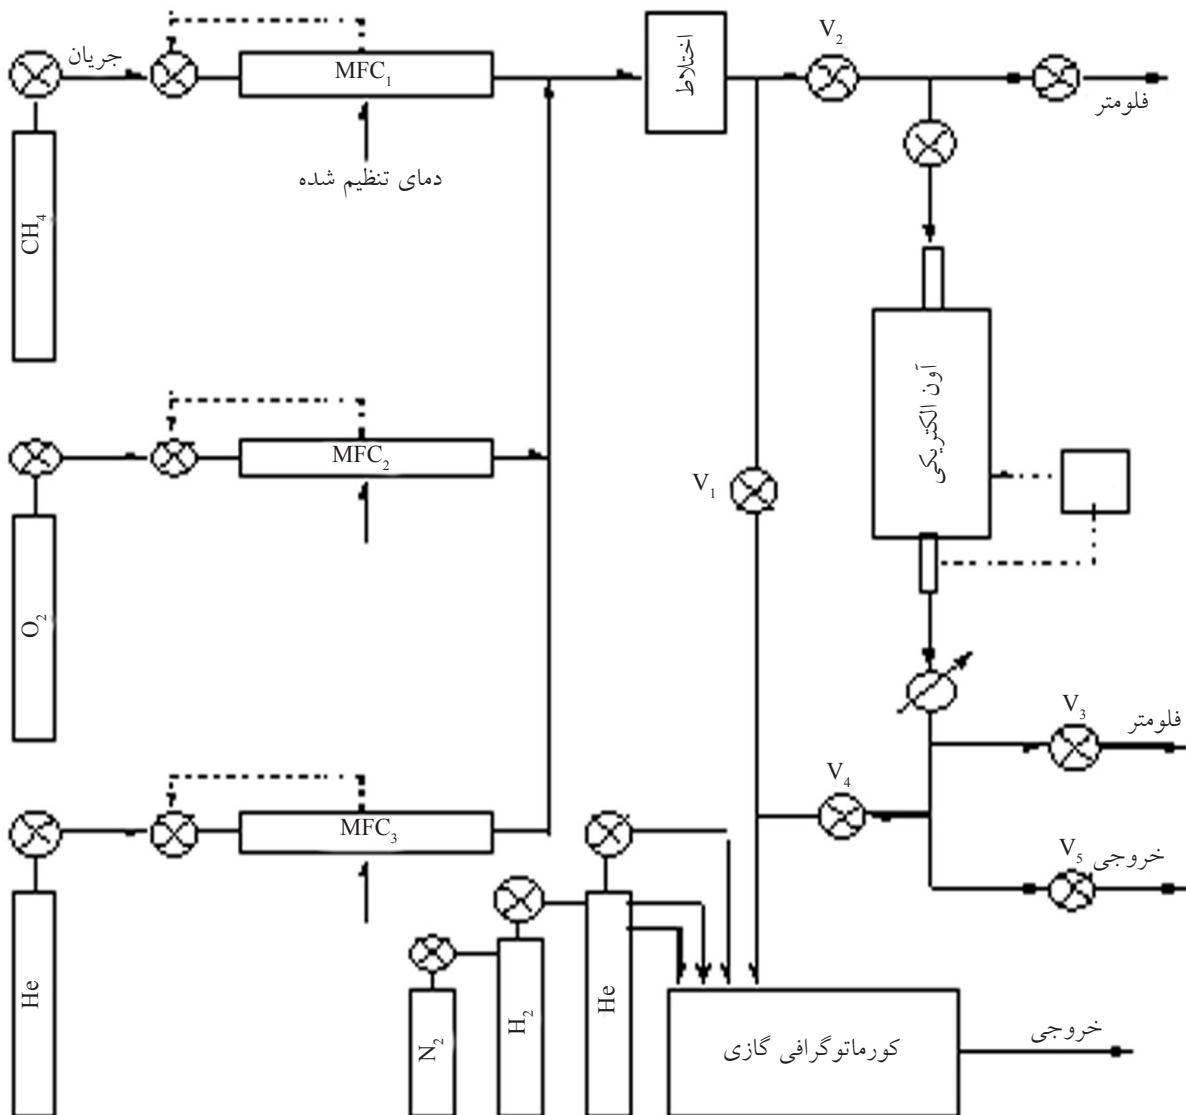 جریان
MFC1
اختلاط
V2
فلومتر
دمای تنظیم شده
CH4
آون الکتریکی
MFC2
V1
O2
V3
فلومتر
V4
MFC3
V5 خروجی
He
N2
H2
He
کورماتوگرافی گازی
خروجی